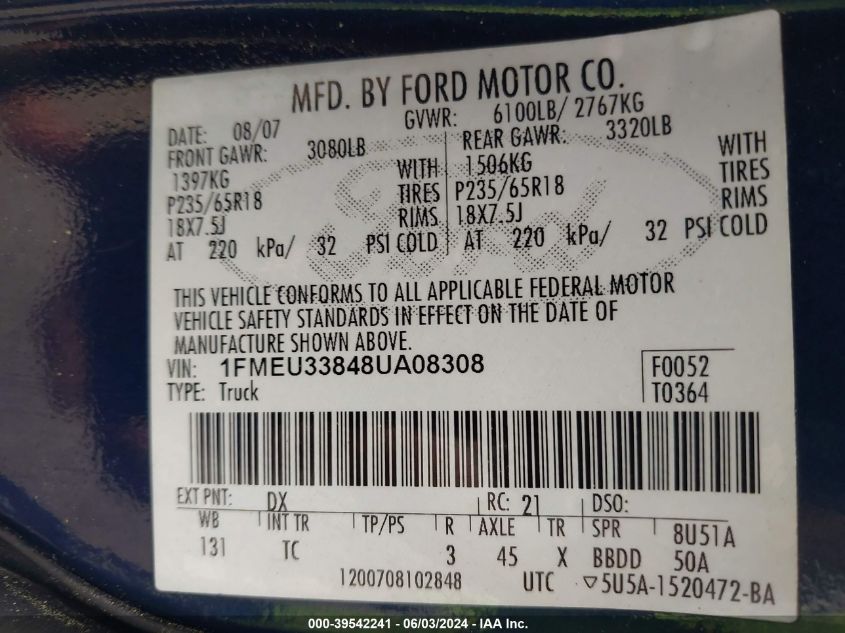 MFD. BY FORD MOTOR CO.
DATE: 08/07 GVWR: 6100LB/ 2767KG
FRONT GAWR: 3080LB REAR GAWR: 3320LB
1397KG WITH 1506KG WITH
P235/65R18 TIRES P235/65R18 TIRES
18X7.5J RIMS 18X7.5J RIMS
AT 220 kPa/ 32 PSI COLD AT 220 kPa/ 32 PSI COLD
THIS VEHICLE CONFORMS TO ALL APPLICABLE FEDERAL MOTOR
VEHICLE SAFETY STANDARDS IN EFFECT ON THE DATE OF
MANUFACTURE SHOWN ABOVE.
VIN: 1FMEU33848UA08308 F0052
TYPE: Truck T0364
EXT PNT: DX RC: 21 DSO:
WB INT TR TP/PS R AXLE TR SPR 8U51A
131 TC 3 45 X BBDD 50A
1200708102848 UTC ▽5U5A-1520472-BA
000-39542241 - 06/03/2024 - IAA Inc.